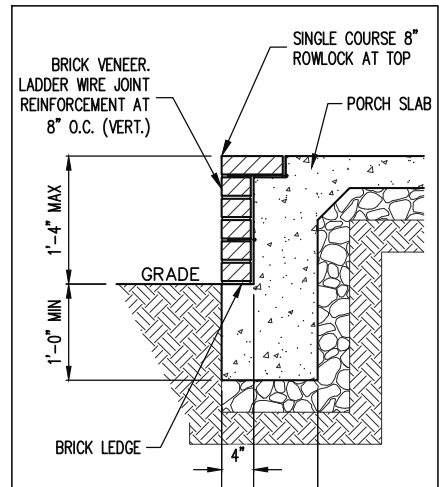 SINGLE COURSE 8"
ROWLOCK AT TOP
BRICK VENEER.
LADDER WIRE JOINT
REINFORCEMENT AT
8" O.C. (VERT.)
PORCH SLAB
1'-4" MAX
GRADE
1'-0" MIN
BRICK LEDGE
4"